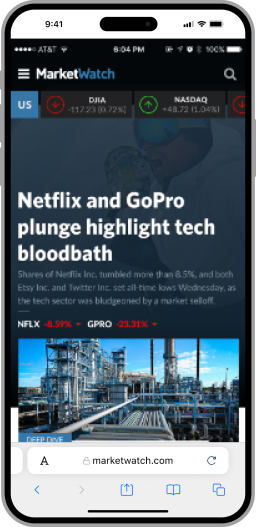 9:41
AT&T 6:04 PM 100%
MarketWatch
US DJIA NASDAQ
-117.23 (0.72%) +48.72 (1.04%)
Netflix and GoPro
plunge highlight tech
bloodbath
Shares of Netflix Inc. tumbled more than 8.5%, and both
Etsy Inc. and Twitter Inc. set all-time lows Wednesday, as
the tech sector was bludgeoned by a market selloff.
NFLX -8.59% GPRO -23.31%
DEEP DIVE
A marketwatch.com